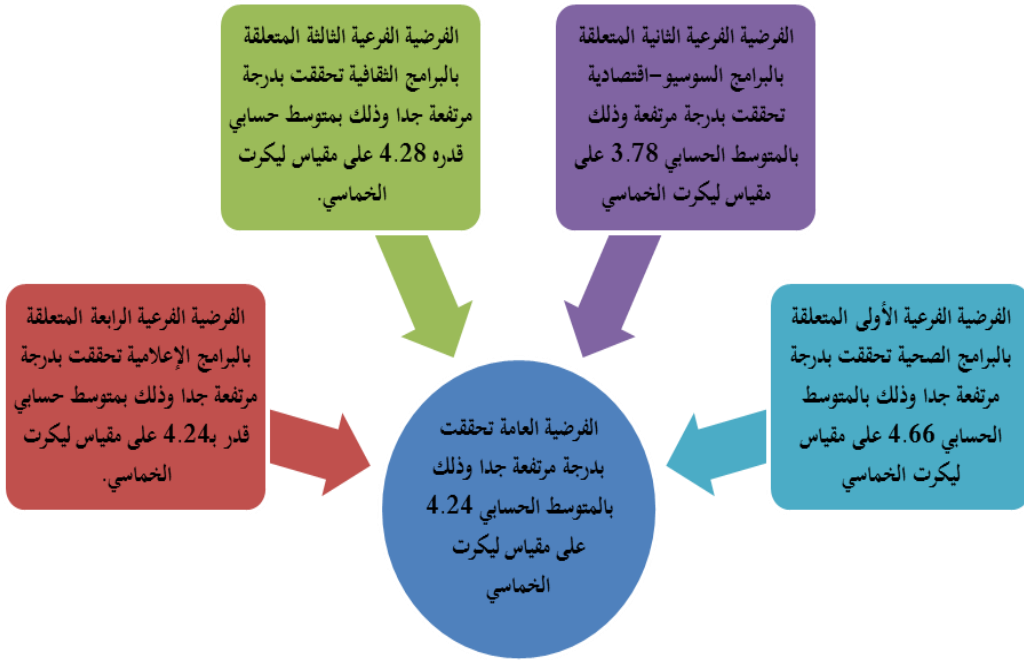 الفرضية الفرعية الأولى المتعلقة
بالبرامج الصحية تحققت بدرجة
مرتفعة جدا وذلك بالمتوسط
الحسابي 4.66 على مقياس
ليكرت الخماسي
الفرضية الفرعية الثانية المتعلقة
بالبرامج السوسيو-اقتصادية
تحققت بدرجة مرتفعة وذلك
بالمتوسط الحسابي 3.78 على
مقياس ليكرت الخماسي
الفرضية الفرعية الثالثة المتعلقة
بالبرامج الثقافية تحققت بدرجة
مرتفعة جدا وذلك بمتوسط حسابي
قدره 4.28 على مقياس ليكرت
الخماسي.
الفرضية الفرعية الرابعة المتعلقة
بالبرامج الإعلامية تحققت بدرجة
مرتفعة جدا وذلك بمتوسط حسابي
قدر ب4.24 على مقياس ليكرت
الخماسي.
الفرضية العامة تحققت
بدرجة مرتفعة جدا وذلك
بالمتوسط الحسابي 4.24
على مقياس ليكرت
الخماسي